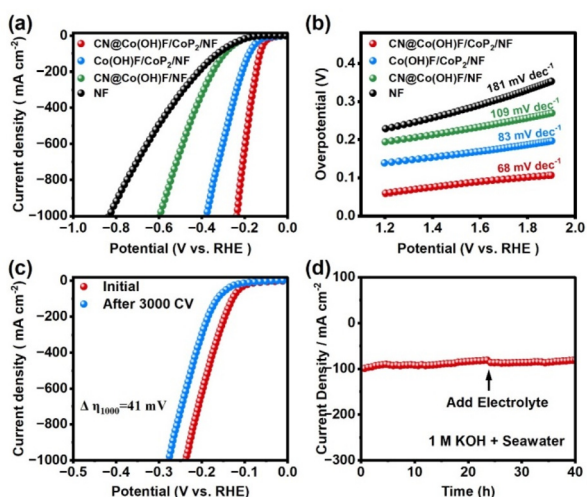 (a)
CN@Co(OH)F/CoP2/NF
Co(OH)F/CoP2/NF
CN@Co(OH)F/NF
NF
0
−200
−400
−600
−800
−1000
Current density ( mA cm-2)
−1.0 −0.8 −0.6 −0.4 −0.2 0.0
Potential (V vs. RHE )
(b)
CN@Co(OH)F/CoP2/NF
Co(OH)F/CoP2/NF
CN@Co(OH)F/NF
NF
181 mV dec-1
109 mV dec-1
83 mV dec-1
68 mV dec-1
0.4
0.3
0.2
0.1
0.0
Overpotential (V)
1.2 1.4 1.6 1.8 2.0
Potential (V vs. RHE )
(c)
Initial
After 3000 CV
Δ η1000=41 mV
0
−200
−400
−600
−800
−1000
Current density ( mA cm-2)
−0.5 −0.4 −0.3 −0.2 −0.1 0.0
Potential (V vs. RHE )
(d)
100
0
−100
−200
−300
Current Density / mA cm-2
Add Electrolyte
1 M KOH + Seawater
0 10 20 30 40
Time (h)